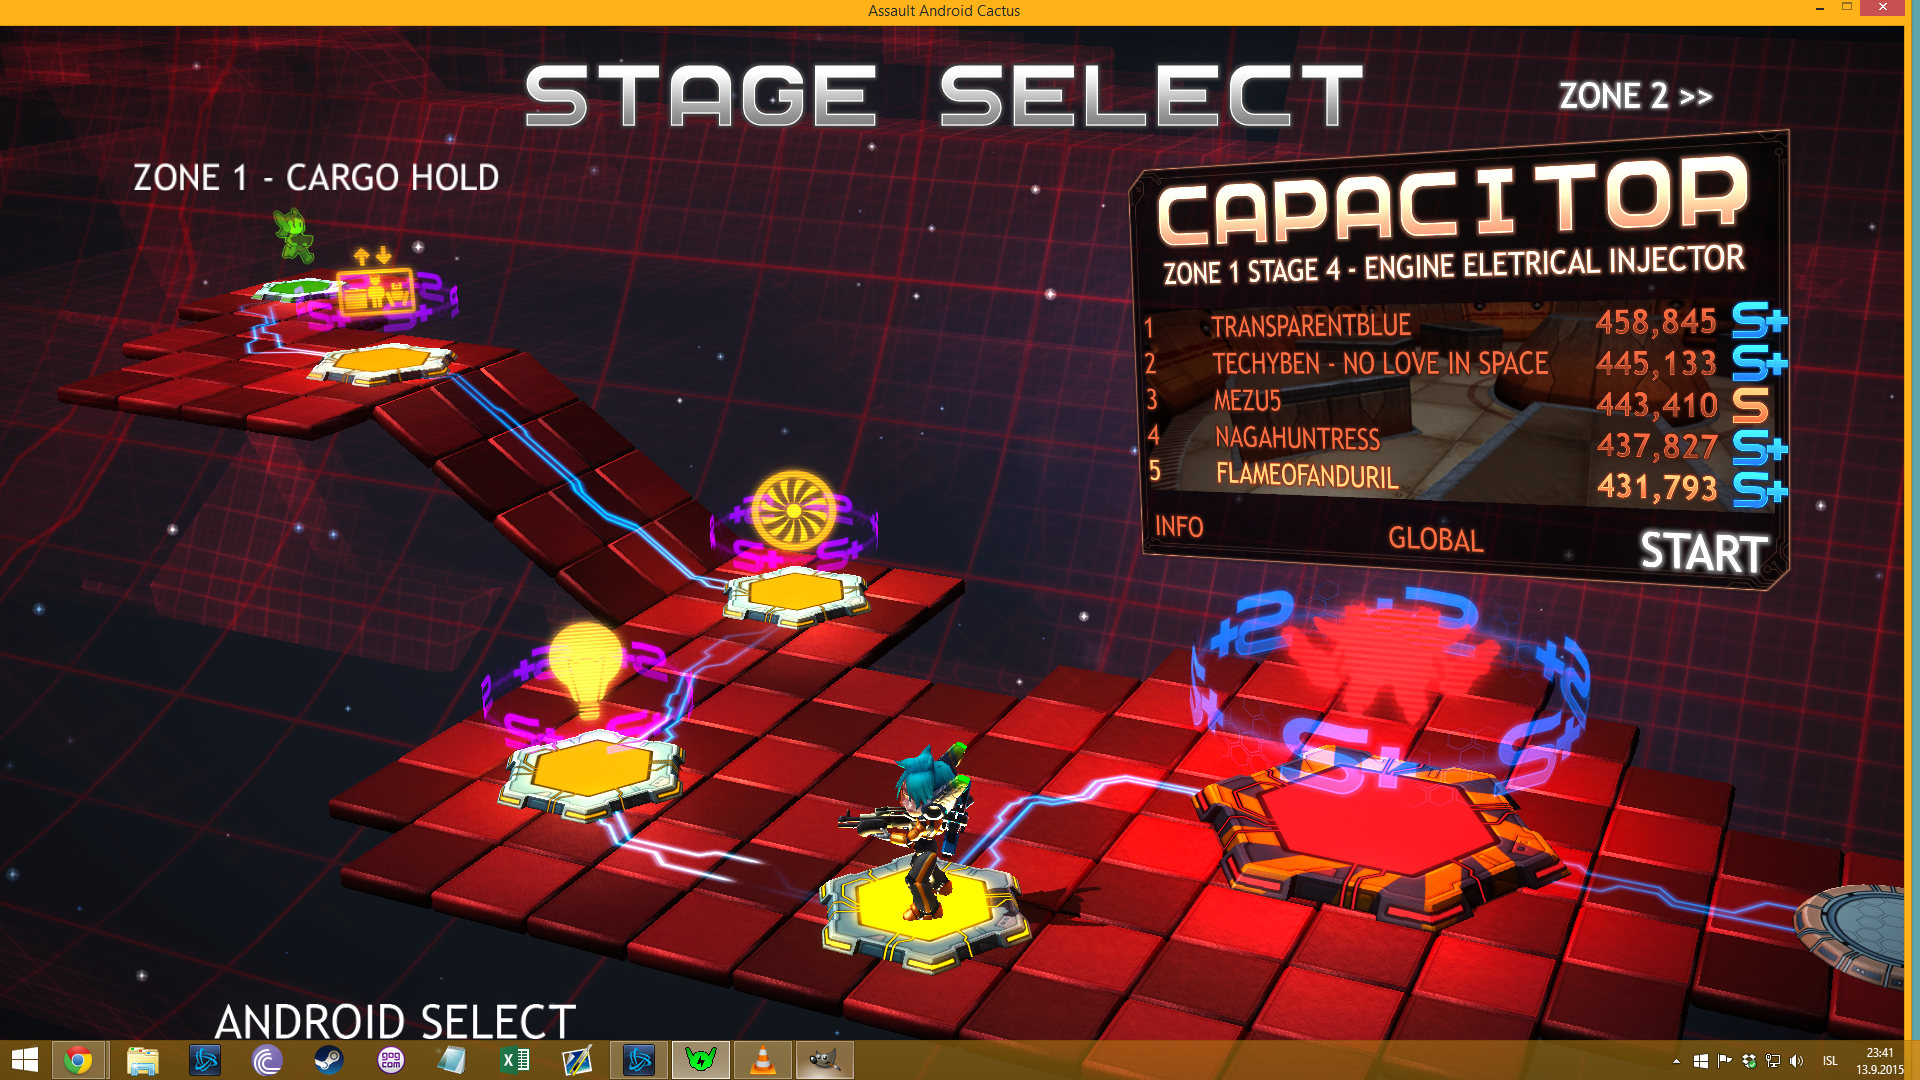 Assault Android Cactus
STAGE SELECT
ZONE 2 >>
ZONE 1 - CARGO HOLD
CAPACITOR
ZONE 1 STAGE 4 - ENGINE ELETRICAL INJECTOR
1 TRANSPARENTBLUE 458,845 S+
2 TECHYBEN - NO LOVE IN SPACE 445,133 S+
3 MEZU5 443,410 S
4 NAGAHUNTRESS 437,827 S+
5 FLAMEOFANDURIL 431,793 S+
INFO GLOBAL START
S+ S+
S+ S+
S+ S+
S+ S+
ANDROID SELECT
gog
com
ISL
23:41
13.9.2015